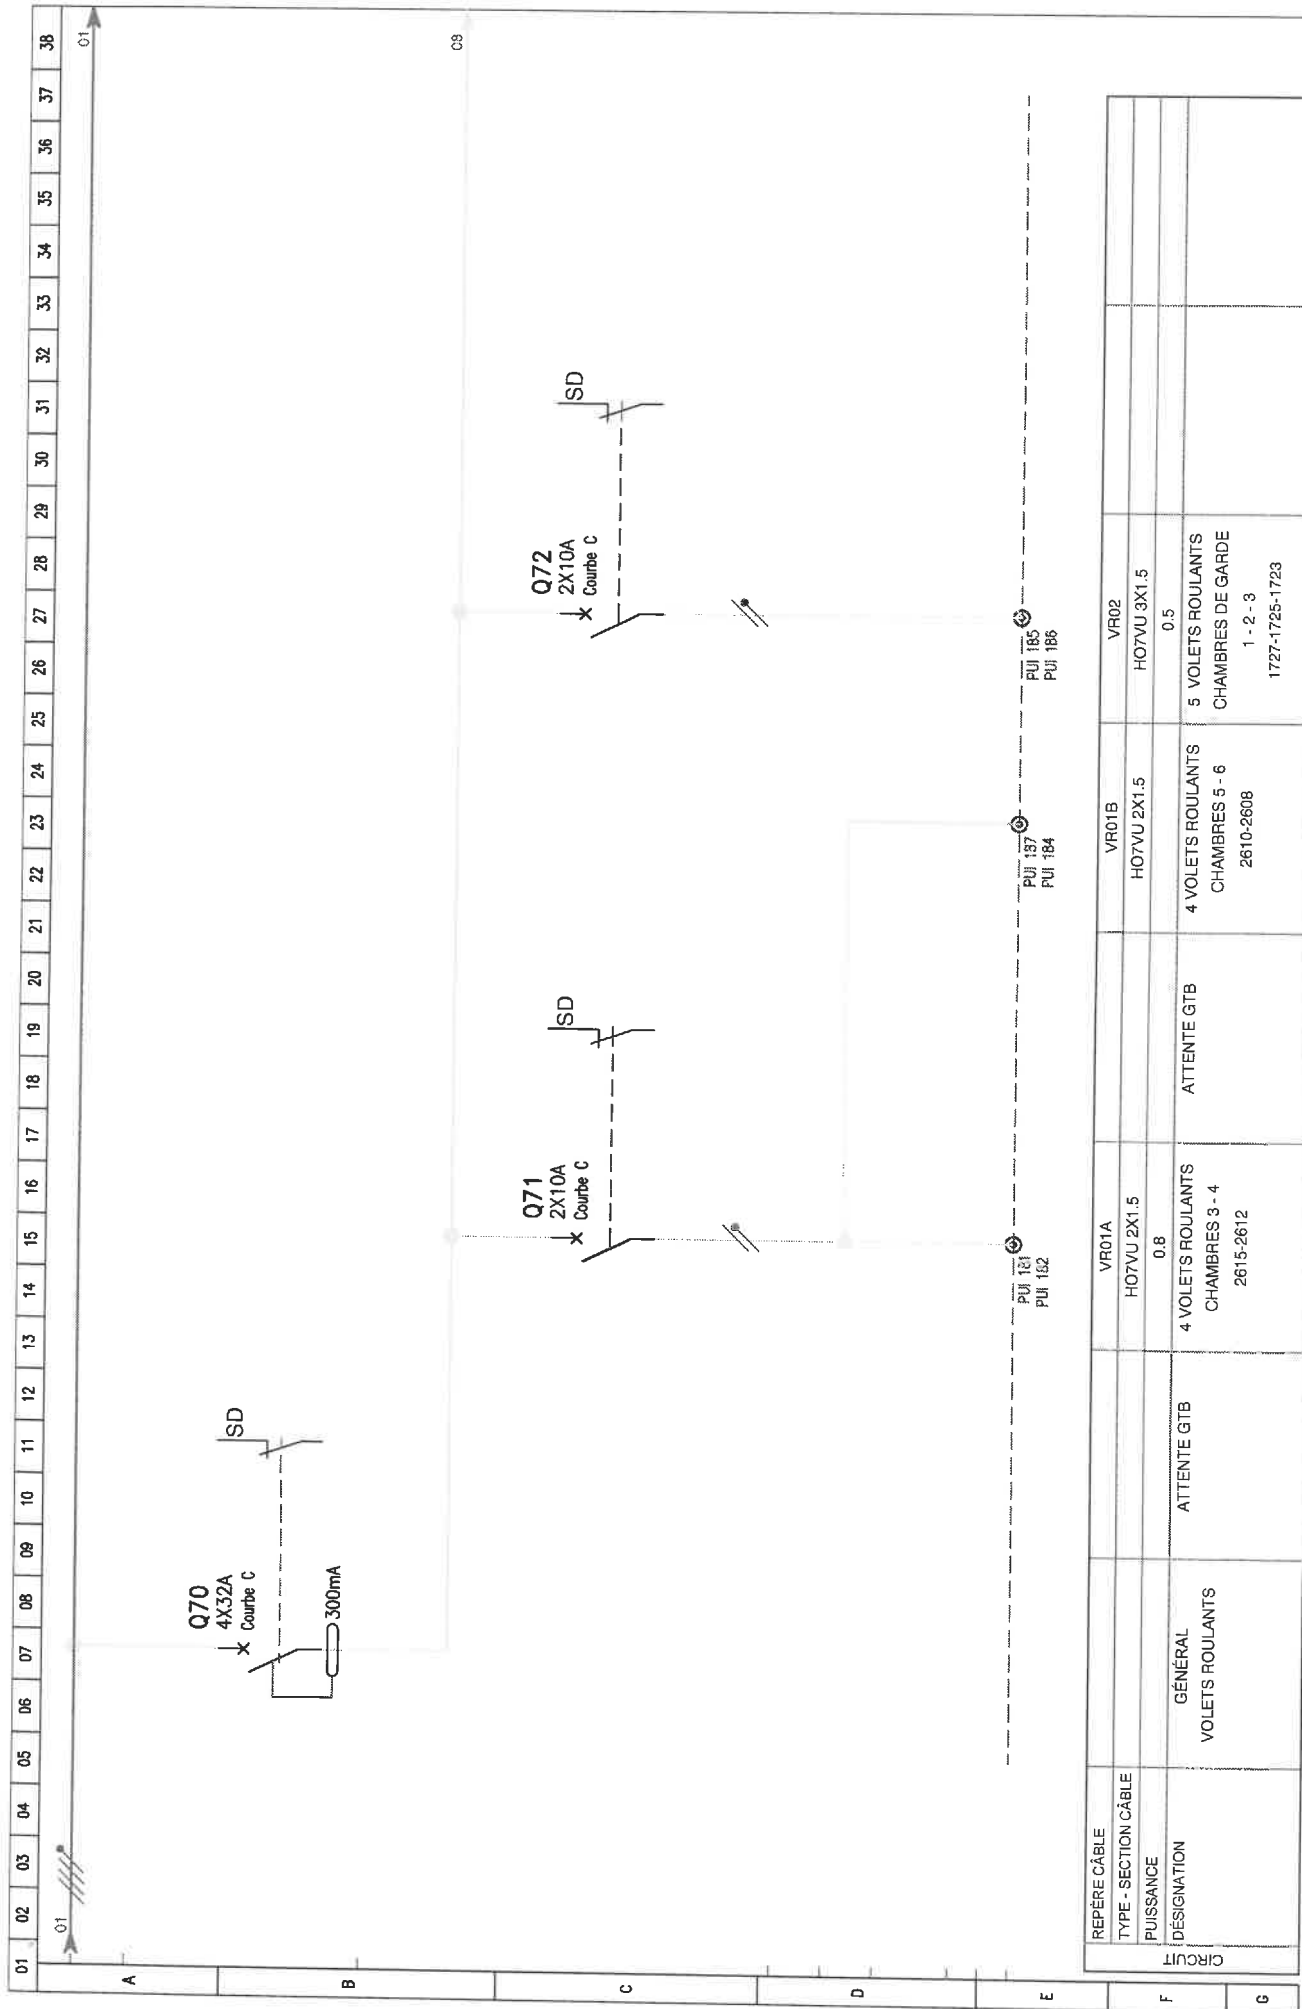 01 02 03 04 05 06 07 08 09 10 11 12 13 14 15 16 17 18 19 20 21 22 23 24 25 26 27 28 29 30 31 32 33 34 35 36 37 38
01
01
A
B
C
D
E
F
G
08
Q70
4X32A
Courbe C
SD
300mA
Q71
2X10A
Courbe C
SD
Q72
2X10A
Courbe C
SD
PUI 181
PUI 182
PUI 187
PUI 184
PUI 185
PUI 186
CIRCUIT
REPÈRE CÂBLE VR01A VR01B VR02
TYPE - SECTION CÂBLE HO7VU 2X1.5 HO7VU 2X1.5 HO7VU 3X1.5
PUISSANCE 0.8 0.5
DÉSIGNATION
GÉNÉRAL
VOLETS ROULANTS
ATTENTE GTB
4 VOLETS ROULANTS
CHAMBRES 3 - 4
2615-2612
ATTENTE GTB
4 VOLETS ROULANTS
CHAMBRES 5 - 6
2610-2608
5 VOLETS ROULANTS
CHAMBRES DE GARDE
1 - 2 - 3
1727-1725-1723